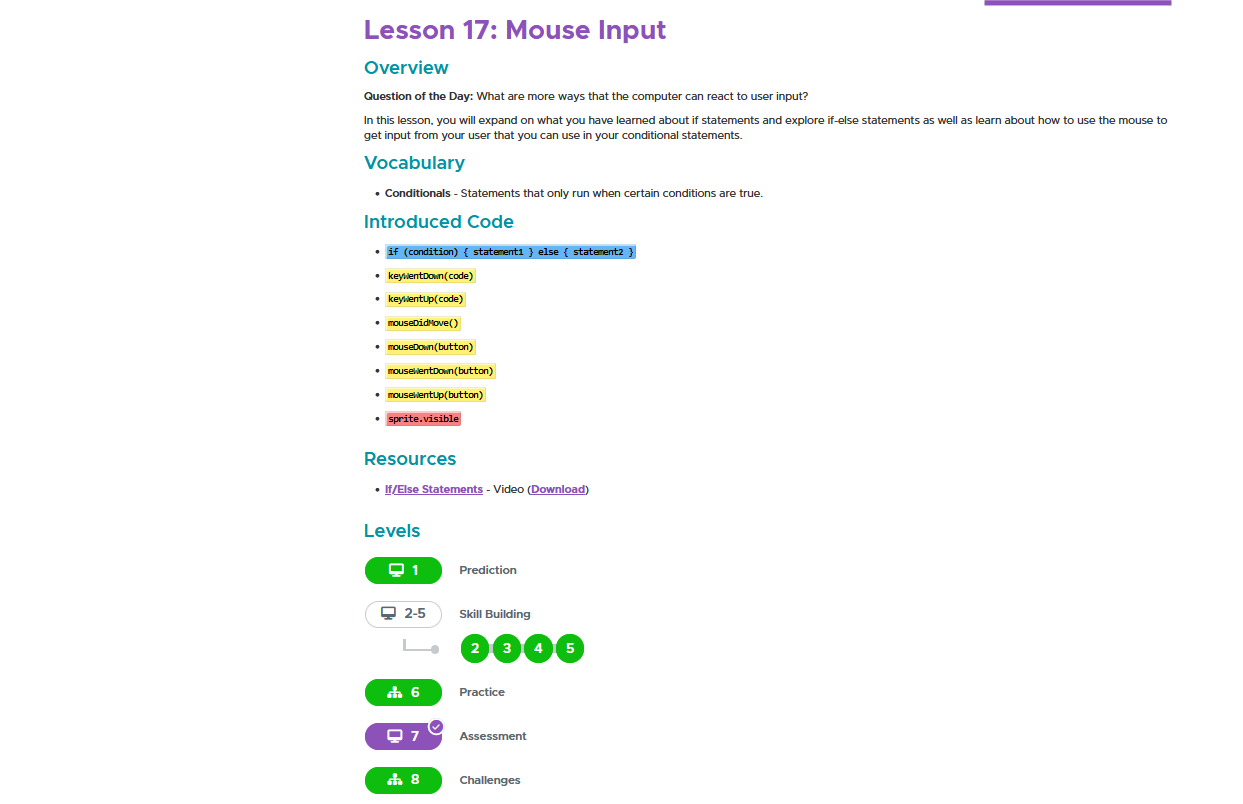 Lesson 17: Mouse Input
Overview
Question of the Day: What are more ways that the computer can react to user input?
In this lesson, you will expand on what you have learned about if statements and explore if-else statements as well as learn about how to use the mouse to
get input from your user that you can use in your conditional statements.
Vocabulary
• Conditionals - Statements that only run when certain conditions are true.
Introduced Code
• if (condition) { statement1 } else { statement2 }
• keyWentDown(code)
• keyWentUp(code)
• mouseDidMove()
• mouseDown(button)
• mouseWentDown(button)
• mouseWentUp(button)
• sprite.visible
Resources
• If/Else Statements - Video (Download)
Levels
1 Prediction
2-5 Skill Building
2 3 4 5
6 Practice
7 Assessment
8 Challenges